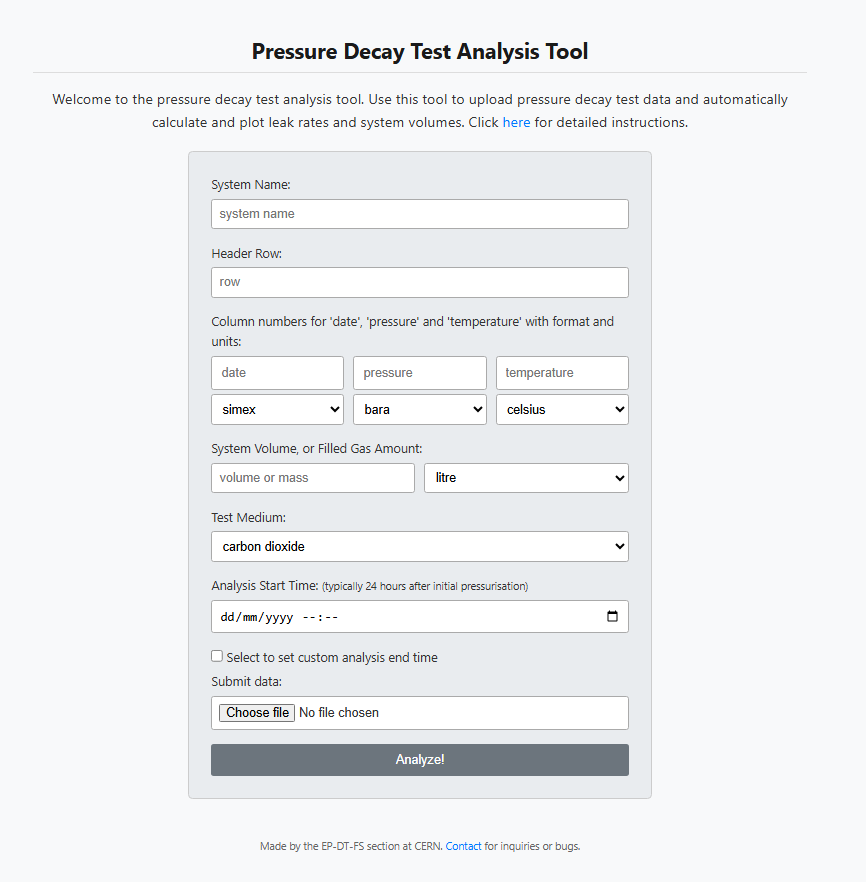 Pressure Decay Test Analysis Tool
Welcome to the pressure decay test analysis tool. Use this tool to upload pressure decay test data and automatically
calculate and plot leak rates and system volumes. Click here for detailed instructions.
System Name:
system name
Header Row:
row
Column numbers for 'date', 'pressure' and 'temperature' with format and
units:
date pressure temperature
simex bara celsius
System Volume, or Filled Gas Amount:
volume or mass litre
Test Medium:
carbon dioxide
Analysis Start Time: (typically 24 hours after initial pressurisation)
dd/mm/yyyy --:--
Select to set custom analysis end time
Submit data:
Choose file No file chosen
Analyze!
Made by the EP-DT-FS section at CERN. Contact for inquiries or bugs.